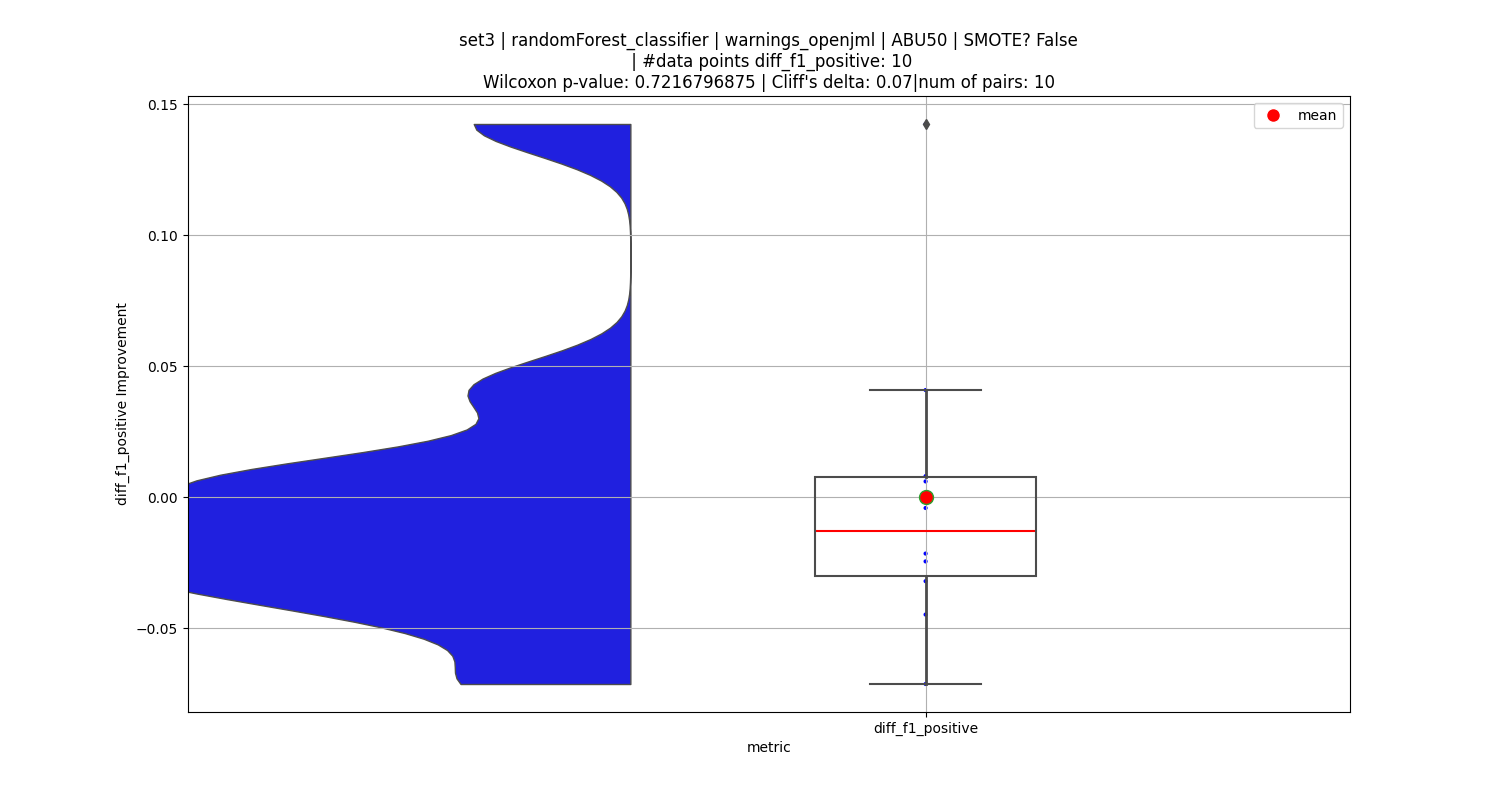 set3 | randomForest_classifier | warnings_openjml | ABU50 | SMOTE? False
| #data points diff_f1_positive: 10
Wilcoxon p-value: 0.7216796875 | Cliff's delta: 0.07|num of pairs: 10
mean
0.15
0.10
0.05
0.00
−0.05
diff_f1_positive Improvement
diff_f1_positive
metric